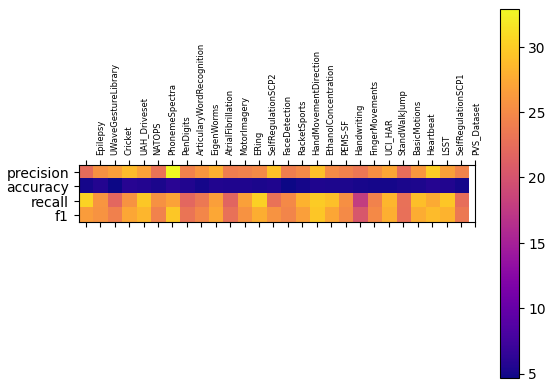 Epilepsy
UWaveGestureLibrary
Cricket
UAH_Driveset
NATOPS
PhonemeSpectra
PenDigits
ArticularyWordRecognition
EigenWorms
AtrialFibrillation
MotorImagery
ERing
SelfRegulationSCP2
FaceDetection
RacketSports
HandMovementDirection
EthanolConcentration
PEMS-SF
Handwriting
FingerMovements
UCI_HAR
StandWalkJump
BasicMotions
Heartbeat
LSST
SelfRegulationSCP1
PVS_Dataset
precision
accuracy
recall
f1
30
25
20
15
10
5